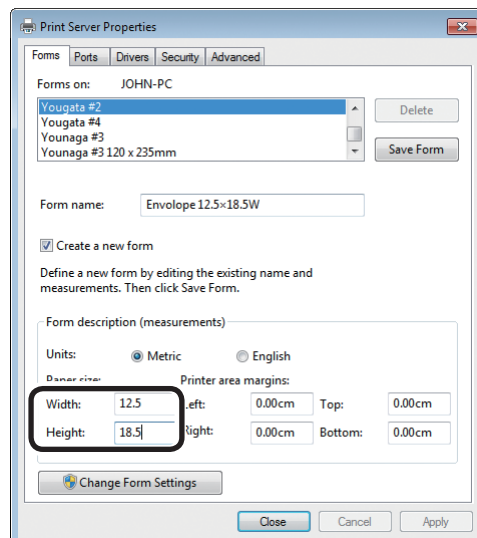 Print Server Properties
Forms Ports Drivers Security Advanced
Forms on: JOHN-PC
Yougata #2
Yougata #4
Younaga #3
Younaga #3 120 x 235mm
Delete
Save Form
Form name: Envolope 12.5×18.5W
Create a new form
Define a new form by editing the existing name and
measurements. Then click Save Form.
Form description (measurements)
Units: Metric English
Paper size: Printer area margins:
Width: 12.5 Left: 0.00cm Top: 0.00cm
Height: 18.5 Right: 0.00cm Bottom: 0.00cm
Change Form Settings
Close Cancel Apply